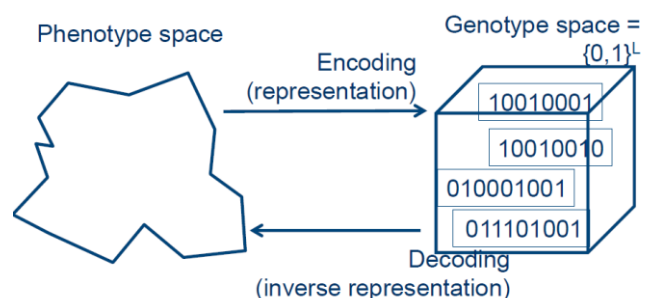 Phenotype space
Genotype space =
{0,1}ᴸ
Encoding
(representation)
10010001
10010010
010001001
011101001
Decoding
(inverse representation)